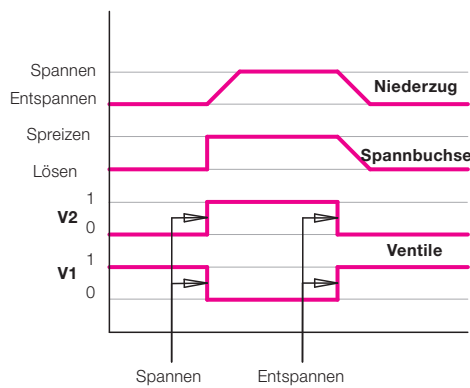 Spannen
Niederzug
Entspannen
Spreizen
Spannbuchse
Lösen
1
V2
0
Ventile
1
V1
0
Spannen Entspannen